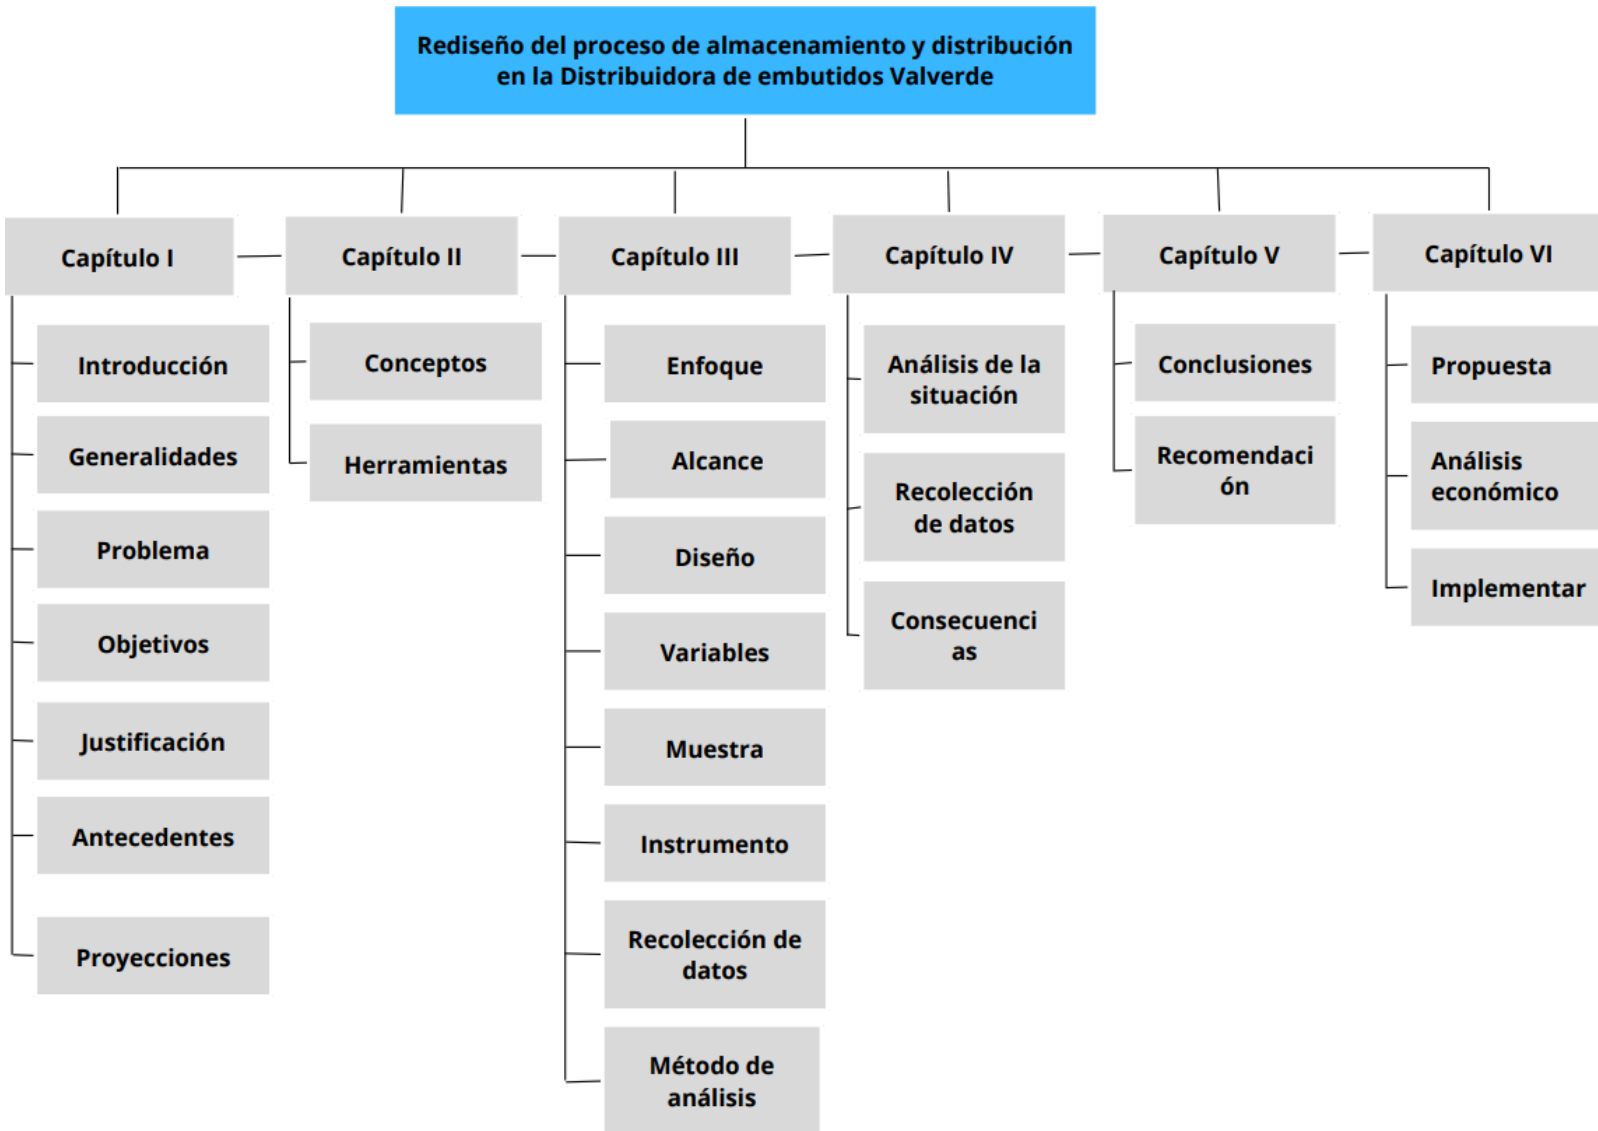 Rediseño del proceso de almacenamiento y distribución
en la Distribuidora de embutidos Valverde
Capítulo I
Introducción
Generalidades
Problema
Objetivos
Justificación
Antecedentes
Proyecciones
Capítulo II
Conceptos
Herramientas
Capítulo III
Enfoque
Alcance
Diseño
Variables
Muestra
Instrumento
Recolección de
datos
Método de
análisis
Capítulo IV
Análisis de la
situación
Recolección
de datos
Consecuenci
as
Capítulo V
Conclusiones
Recomendaci
ón
Capítulo VI
Propuesta
Análisis
económico
Implementar